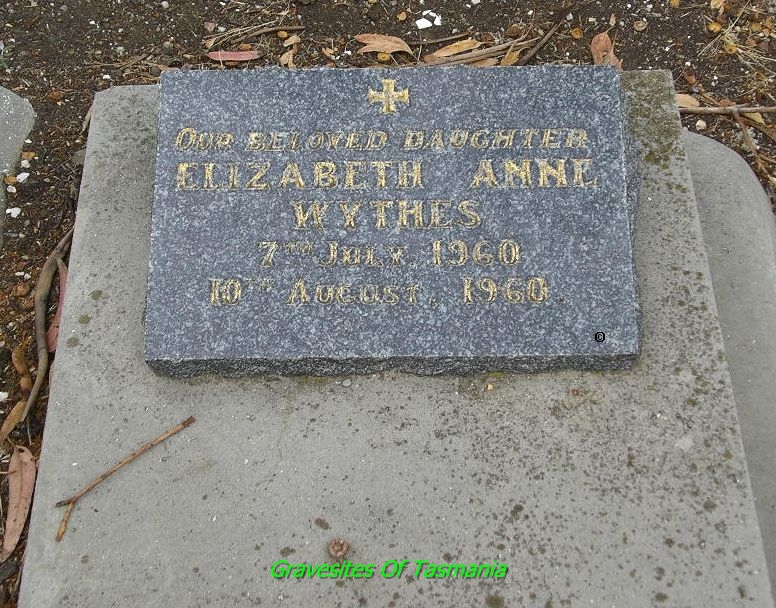 OUR BELOVED DAUGHTER
ELIZABETH ANNE
WYTHES
7TH JULY, 1960
10TH AUGUST, 1960.
©
Gravesites Of Tasmania